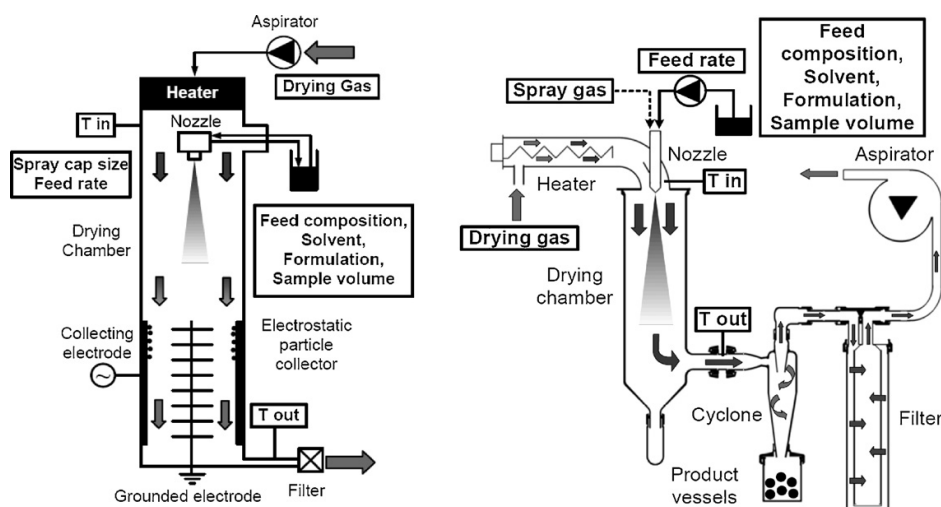 Aspirator
Drying Gas
Heater
T in
Nozzle
Spray cap size
Feed rate
Drying
Chamber
Feed composition,
Solvent,
Formulation,
Sample volume
Collecting
electrode
Electrostatic
particle
collector
T out
Grounded electrode
Filter
Feed
composition,
Solvent,
Formulation,
Sample volume
Feed rate
Spray gas
Nozzle
Aspirator
Heater
T in
Drying gas
Drying
chamber
T out
Cyclone
Filter
Product
vessels